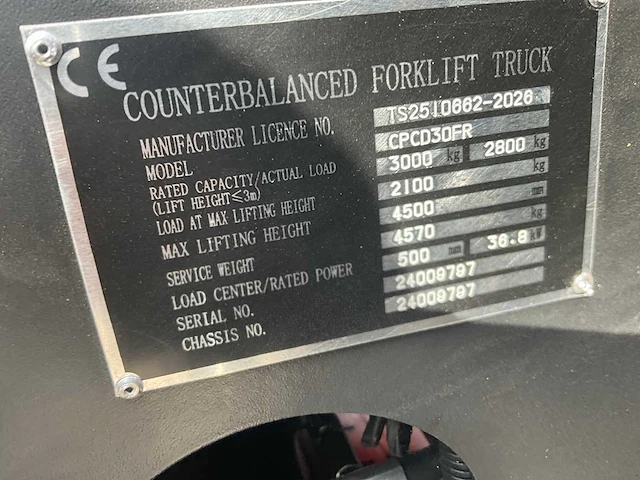 CE
COUNTERBALANCED FORKLIFT TRUCK
MANUFACTURER LICENCE NO. TS2510662-2026
MODEL CPCD30FR
RATED CAPACITY/ACTUAL LOAD 3000 kg 2800 kg
(LIFT HEIGHT≤3m)
LOAD AT MAX LIFTING HEIGHT 2100
MAX LIFTING HEIGHT 4500 mm
SERVICE WEIGHT 4570 kg
LOAD CENTER/RATED POWER 500 mm 36.8 kW
SERIAL NO. 24009797
CHASSIS NO. 24009797